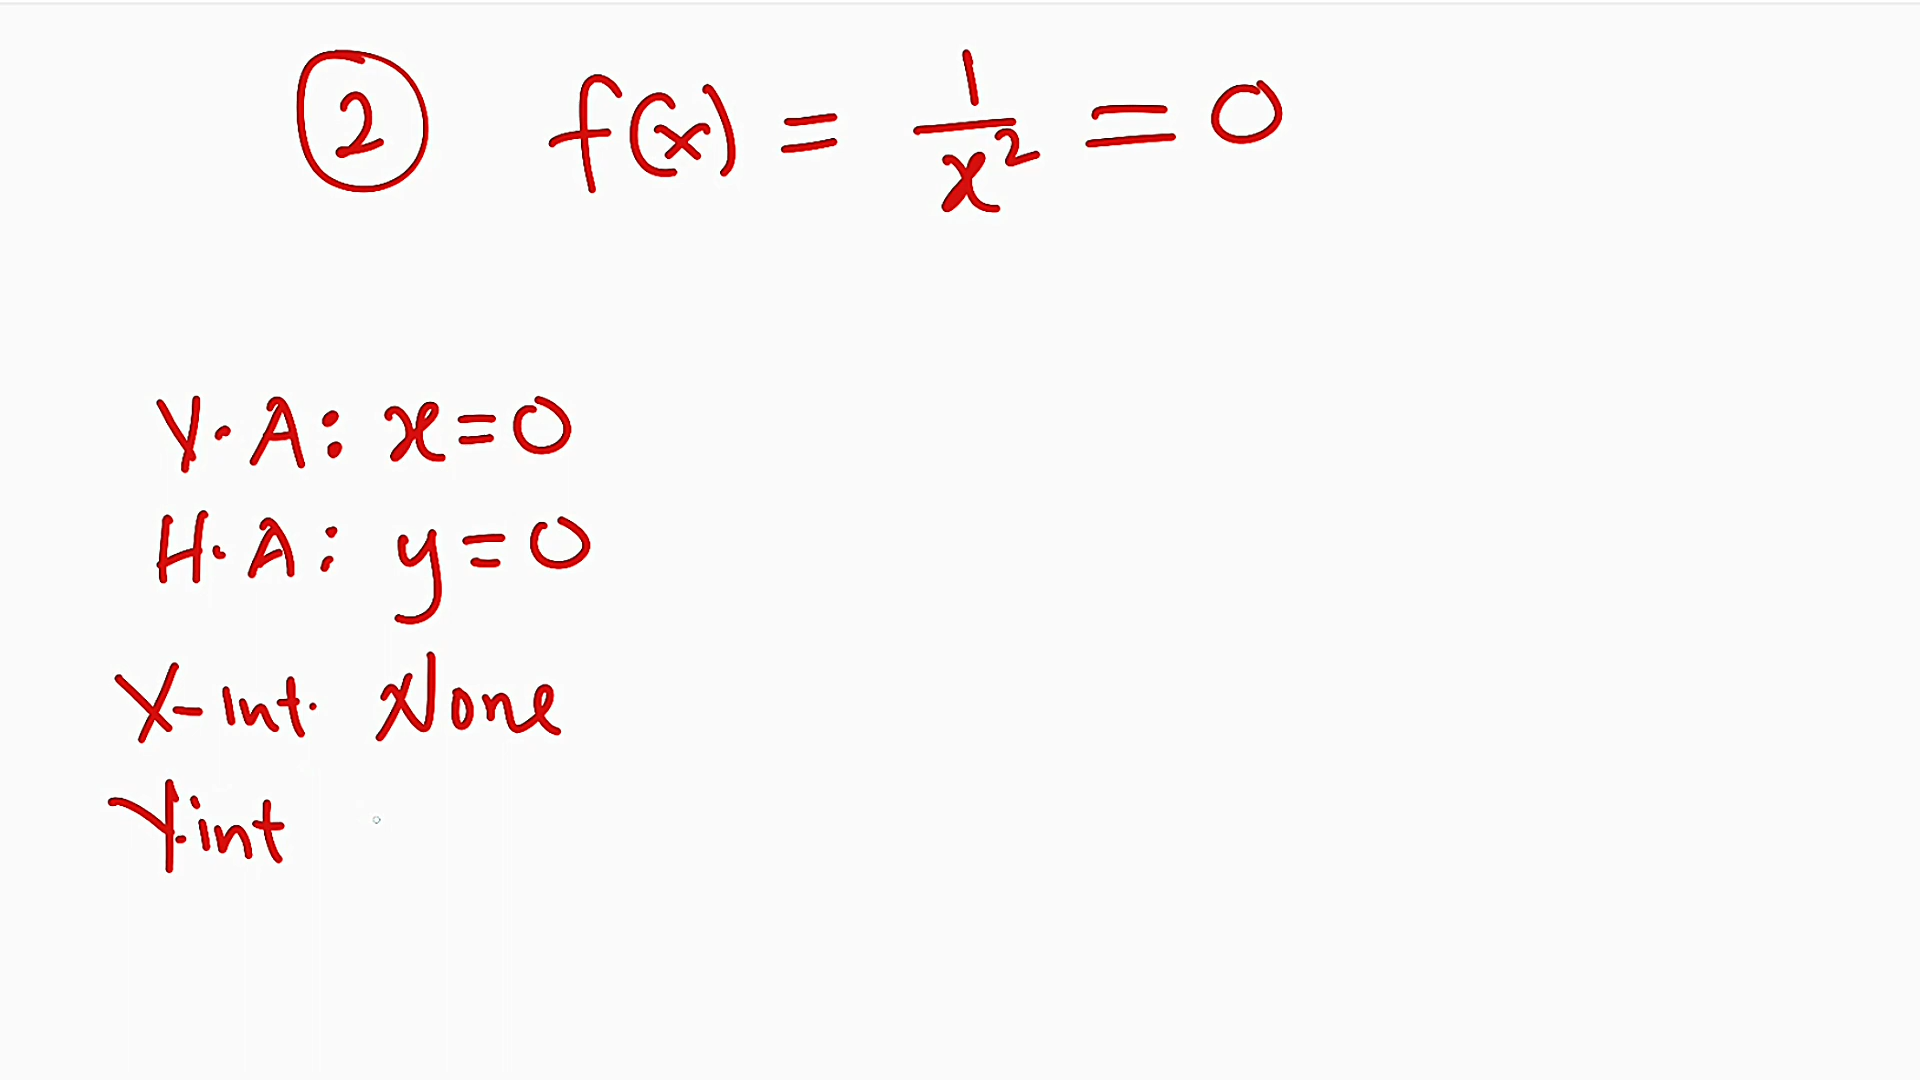 ② f(x) = 1/x² = 0
V.A: x=0
H.A: y=0
X-int. None
Y-int